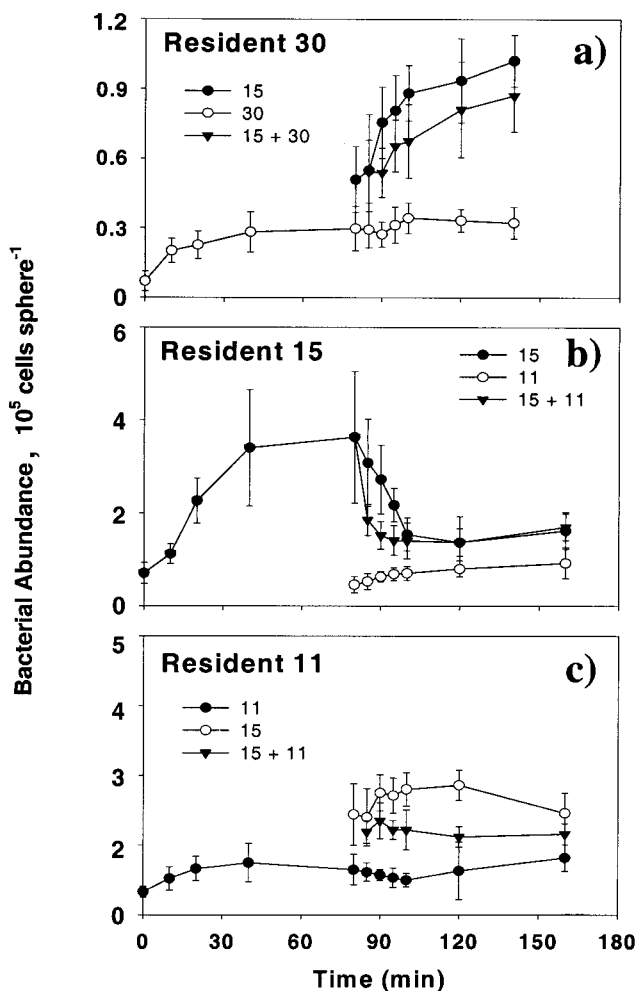 Bacterial Abundance, 10⁵ cells sphere⁻¹
1.2
0.9
0.6
0.3
0
Resident 30
a)
15
30
15 + 30
6
4
2
0
Resident 15
b)
15
11
15 + 11
5
4
3
2
0
Resident 11
c)
11
15
15 + 11
0 30 60 90 120 150 180
Time (min)